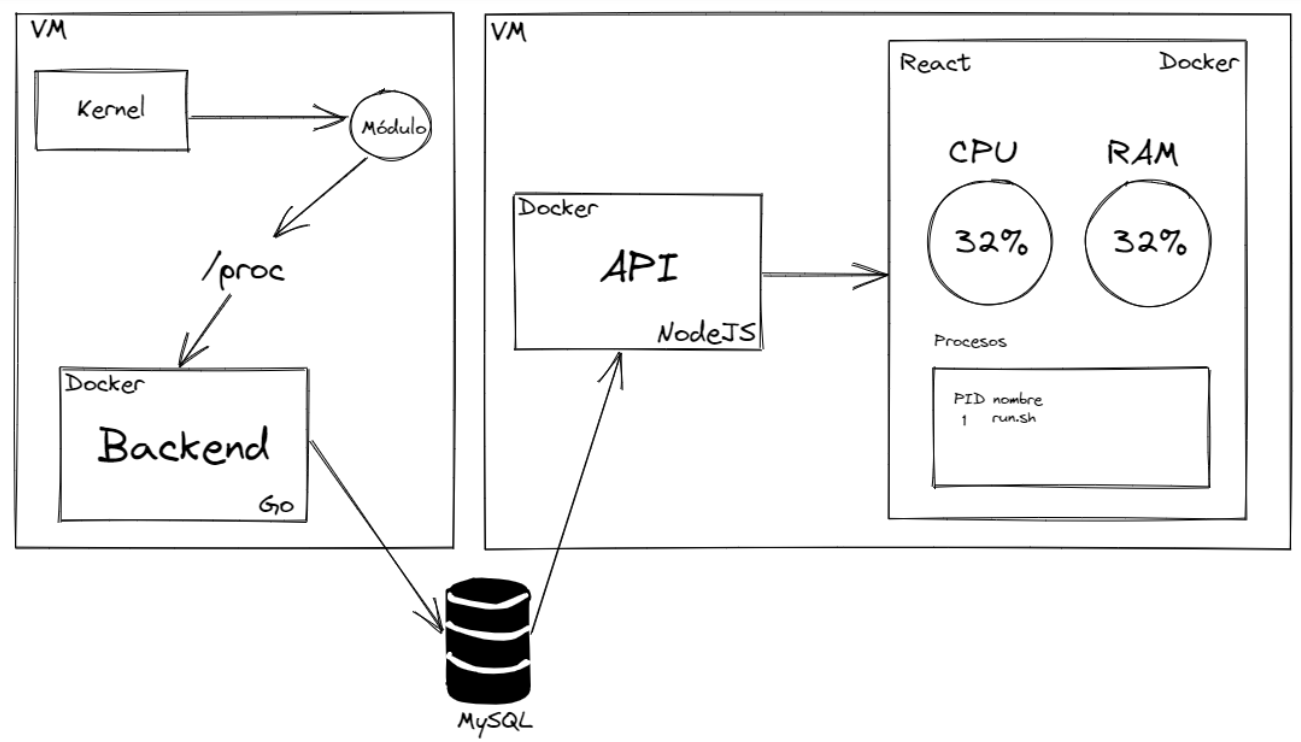 VM
Kernel
Módulo
/proc
Docker
Backend
Go
VM
Docker
API
NodeJS
React
Docker
CPU
RAM
32%
32%
Procesos
PID nombre
1 run.sh
MySQL